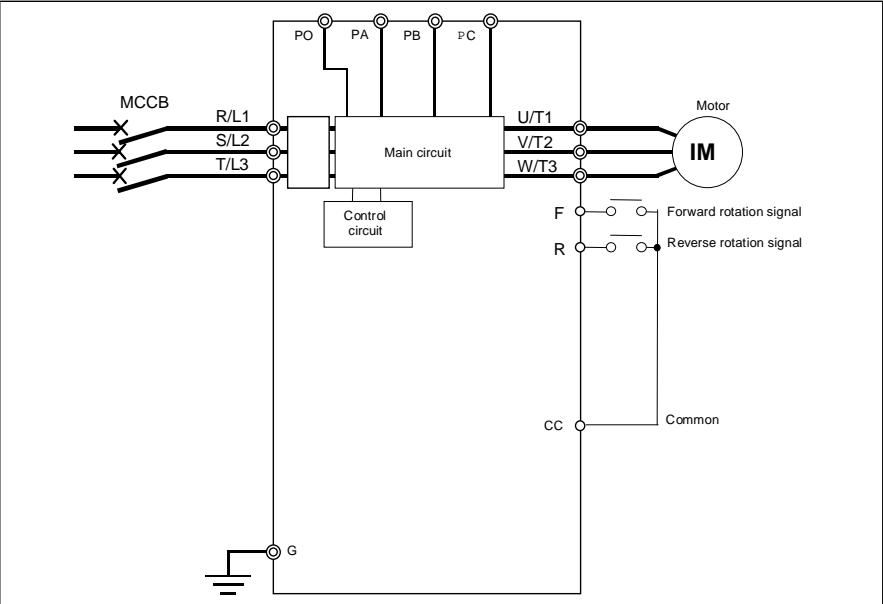 PO
PA
PB
PC
MCCB
R/L1
S/L2
T/L3
Main circuit
U/T1
V/T2
W/T3
Motor
IM
Control
circuit
F
Forward rotation signal
R
Reverse rotation signal
CC
Common
G